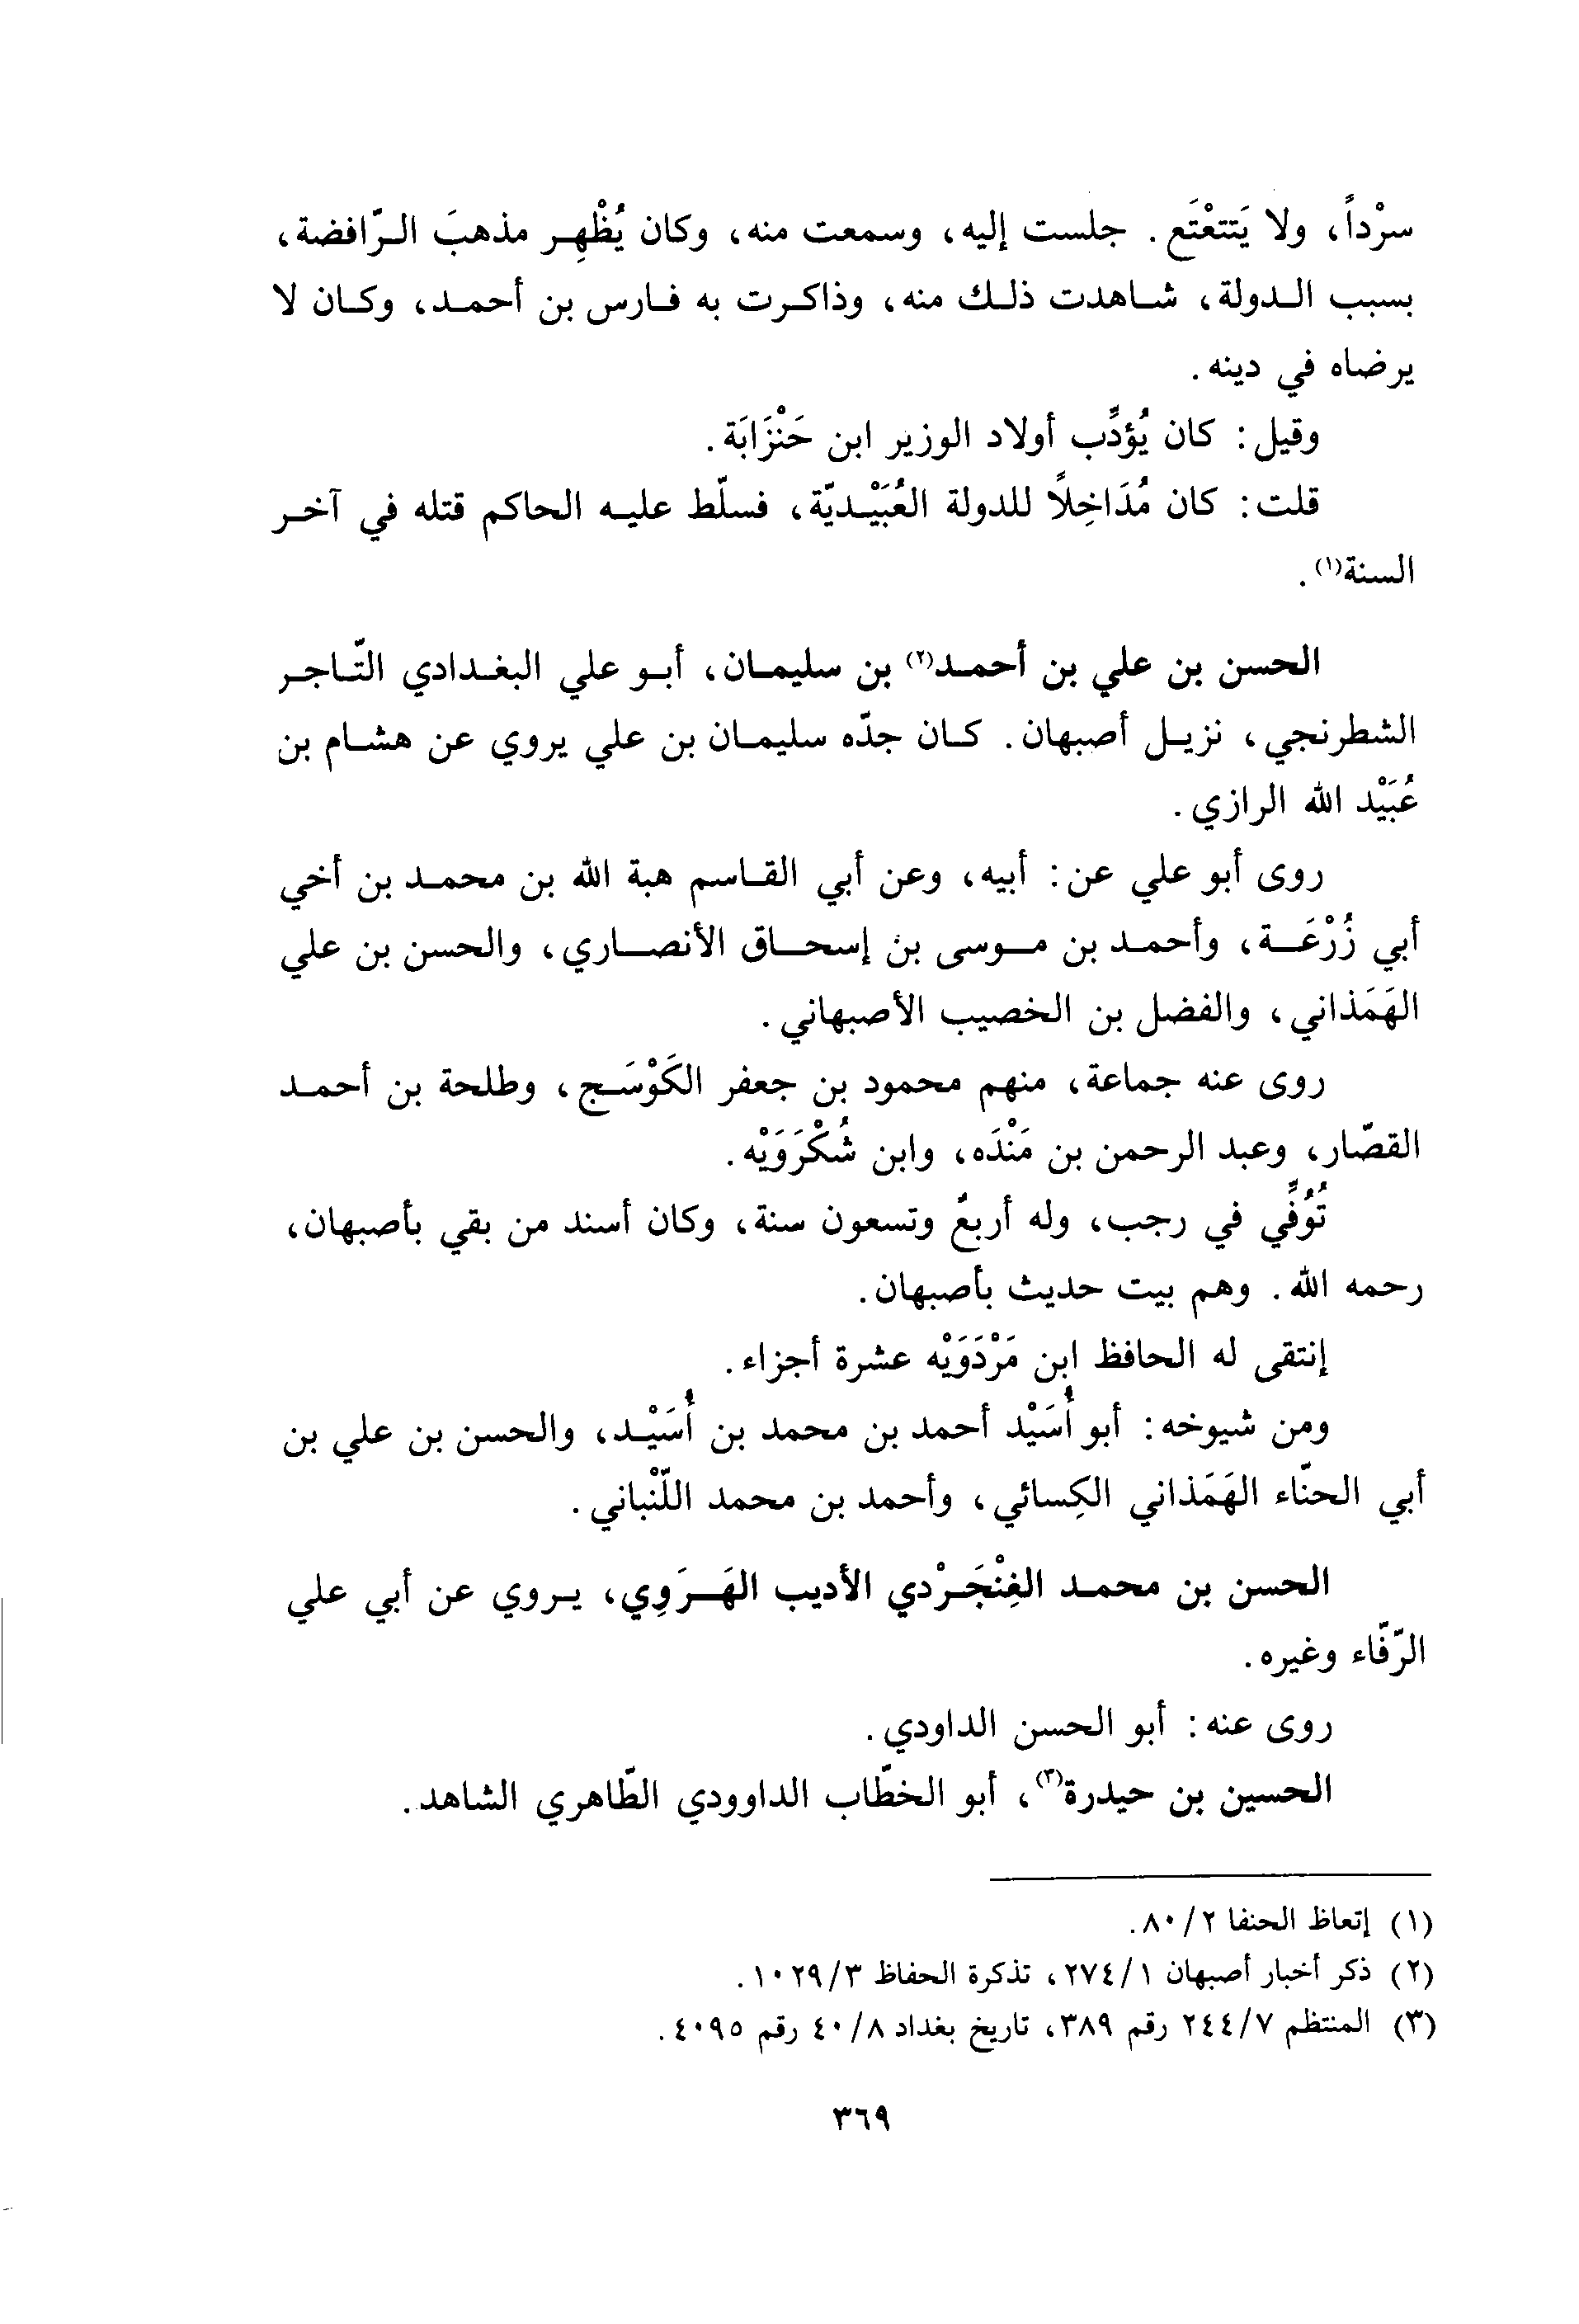 سرْداً، ولا يَتتعْتَع. جلست إليه، وسمعت منه، وكان يُظْهِر مذهبَ الرّافضة،
بسبب الدولة، شاهدت ذلك منه، وذاكرت به فارس بن أحمد، وكان لا
يرضاه في دينه.
وقيل: كان يُؤدِّب أولاد الوزير ابن حَنْزَابَة.
قلت: كان مُدَاخِلاً للدولة العُبَيْديّة، فسلّط عليه الحاكم قتله في آخر
السنة(١).
الحسن بن علي بن أحمد(٢) بن سليمان، أبو علي البغدادي التّاجر
الشطرنجي، نزيل أصبهان. كان جدّه سليمان بن علي يروي عن هشام بن
عُبَيْد الله الرازي.
روى أبو علي عن: أبيه، وعن أبي القاسم هبة الله بن محمد بن أخي
أبي زُرْعَة، وأحمد بن موسى بن إسحاق الأنصاري، والحسن بن علي
الهَمَذاني، والفضل بن الخصيب الأصبهاني.
روى عنه جماعة، منهم محمود بن جعفر الكَوْسَج، وطلحة بن أحمد
القصّار، وعبد الرحمن بن مَنْدَه، وابن شُكْرَوَيْه.
تُوُفِّي في رجب، وله أربعٌ وتسعون سنة، وكان أسند من بقي بأصبهان،
رحمه الله. وهم بيت حديث بأصبهان.
إنتقى له الحافظ ابن مَرْدَوَيْه عشرة أجزاء.
ومن شيوخه: أبو أُسَيْد أحمد بن محمد بن أُسَيْد، والحسن بن علي بن
أبي الحنّاء الهَمَذاني الكِسائي، وأحمد بن محمد اللّنْباني.
الحسن بن محمد الغِنْجَرْدي الأديب الهَرَوِي، يروي عن أبي علي
الرّفّاء وغيره.
روى عنه: أبو الحسن الداودي.
الحسين بن حيدرة(٣)، أبو الخطّاب الداوودي الطّاهري الشاهد.
(١) إتعاظ الحنفا ٨٠/٢.
(٢) ذكر أخبار أصبهان ٢٧٤/١، تذكرة الحفاظ ١٠٢٩/٣.
(٣) المنتظم ٢٤٤/٧ رقم ٣٨٩، تاريخ بغداد ٤٠/٨ رقم ٤٠٩٥.
٣٦٩